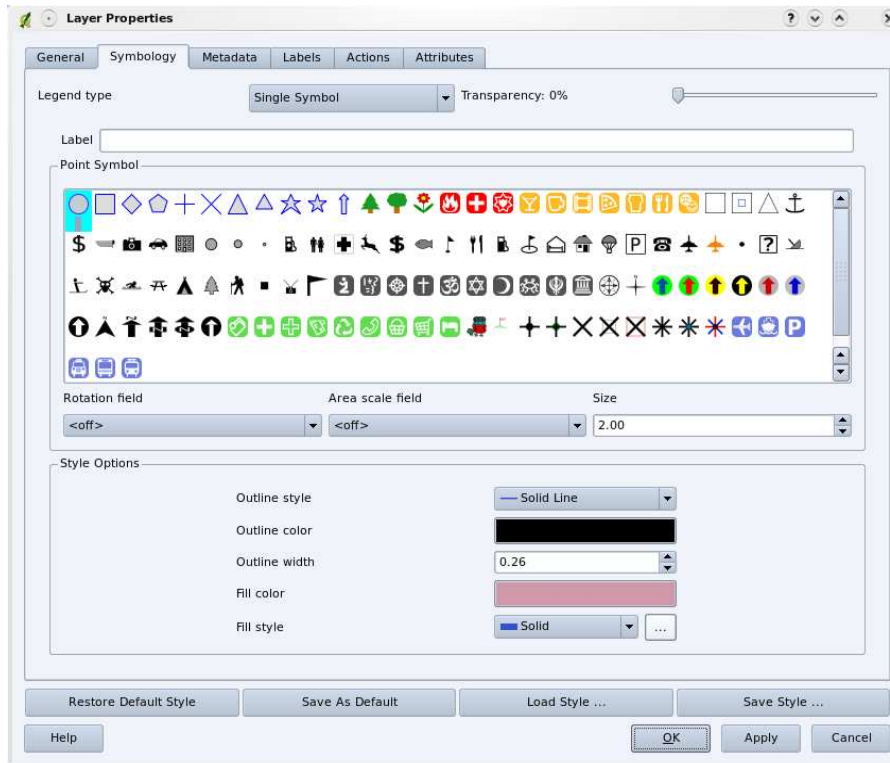 Layer Properties
General Symbology Metadata Labels Actions Attributes
Legend type Single Symbol Transparency: 0%
Label
Point Symbol
Rotation field Area scale field Size
<off> <off> 2.00
Style Options
Outline style Solid Line
Outline color
Outline width 0.26
Fill color
Fill style Solid ...
Restore Default Style Save As Default Load Style ... Save Style ...
Help OK Apply Cancel